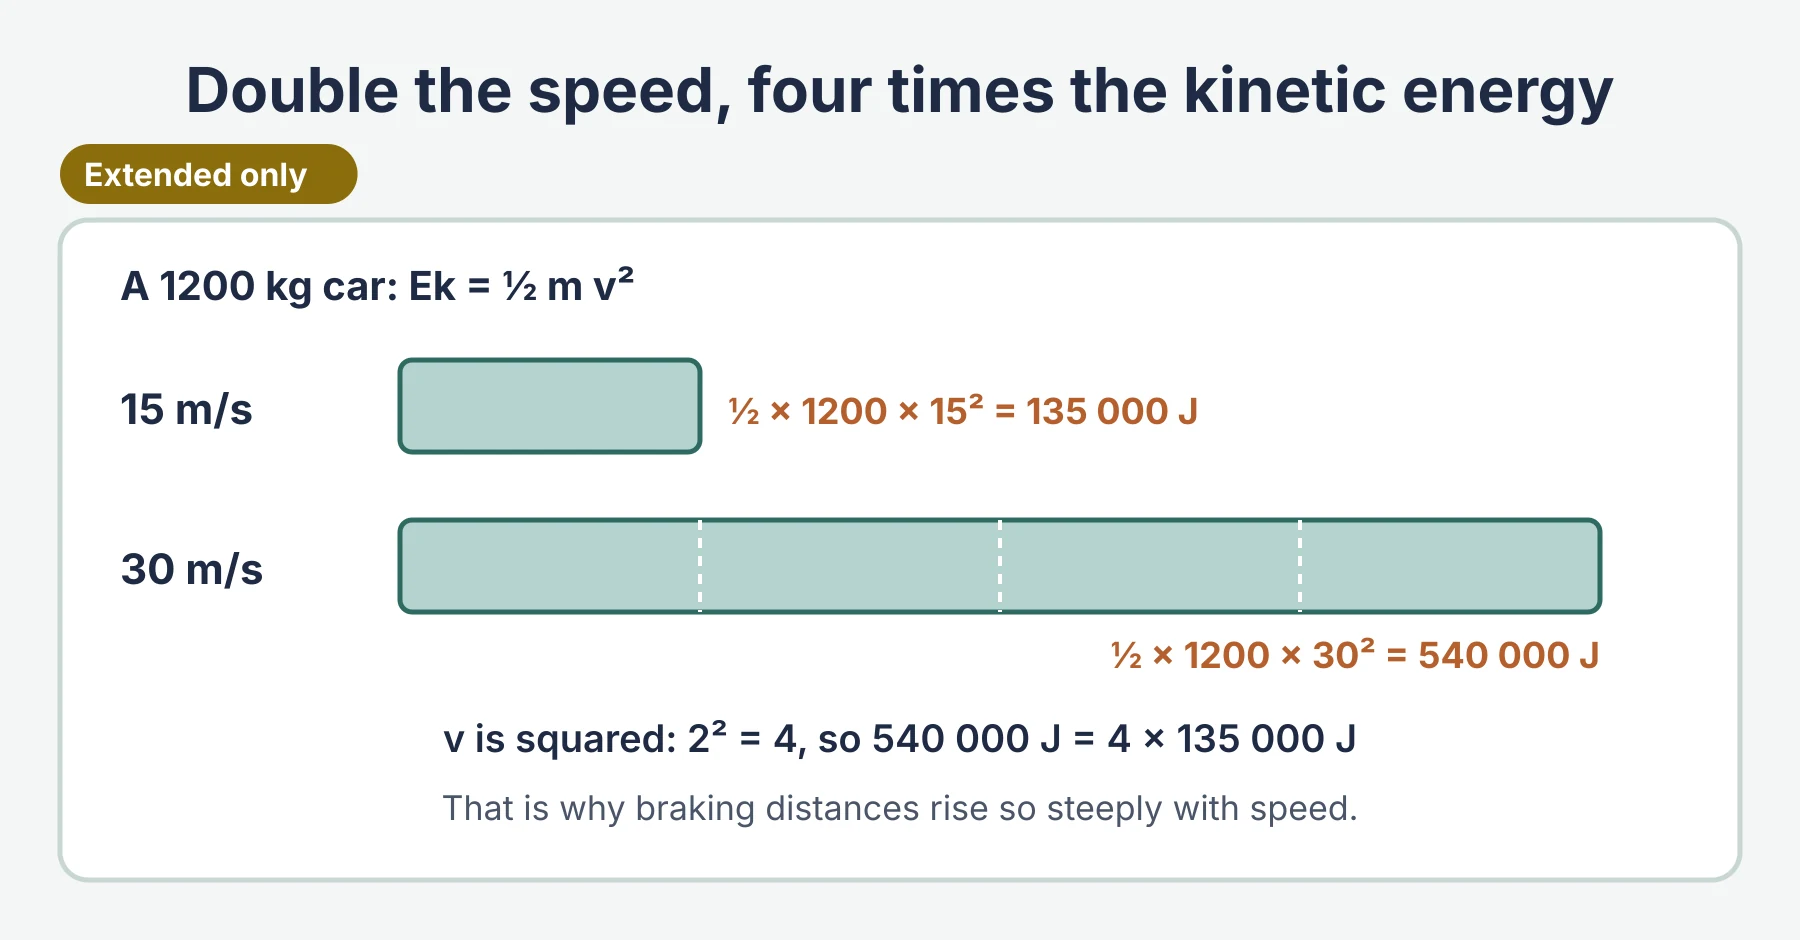 Double the speed, four times the kinetic energy
Extended only
A 1200 kg car: Ek = ½ m v²
15 m/s
½ × 1200 × 15² = 135 000 J
30 m/s
½ × 1200 × 30² = 540 000 J
v is squared: 2² = 4, so 540 000 J = 4 × 135 000 J
That is why braking distances rise so steeply with speed.